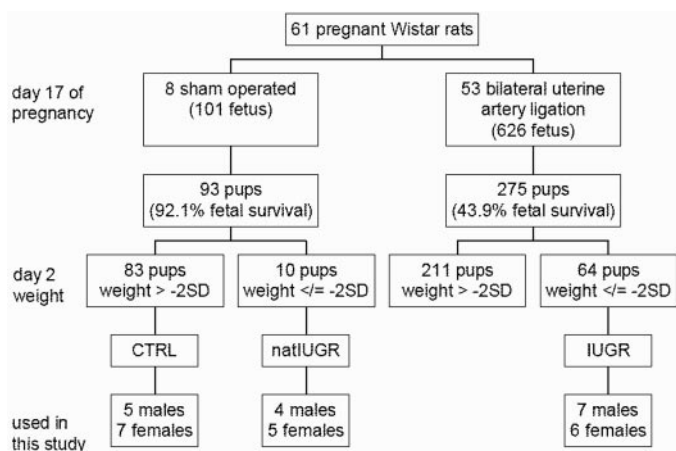 61 pregnant Wistar rats
day 17 of
pregnancy
8 sham operated
(101 fetus)
53 bilateral uterine
artery ligation
(626 fetus)
93 pups
(92.1% fetal survival)
275 pups
(43.9% fetal survival)
day 2
weight
83 pups
weight > -2SD
10 pups
weight </= -2SD
211 pups
weight > -2SD
64 pups
weight </= -2SD
CTRL
natIUGR
IUGR
used in
this study
5 males
7 females
4 males
5 females
7 males
6 females